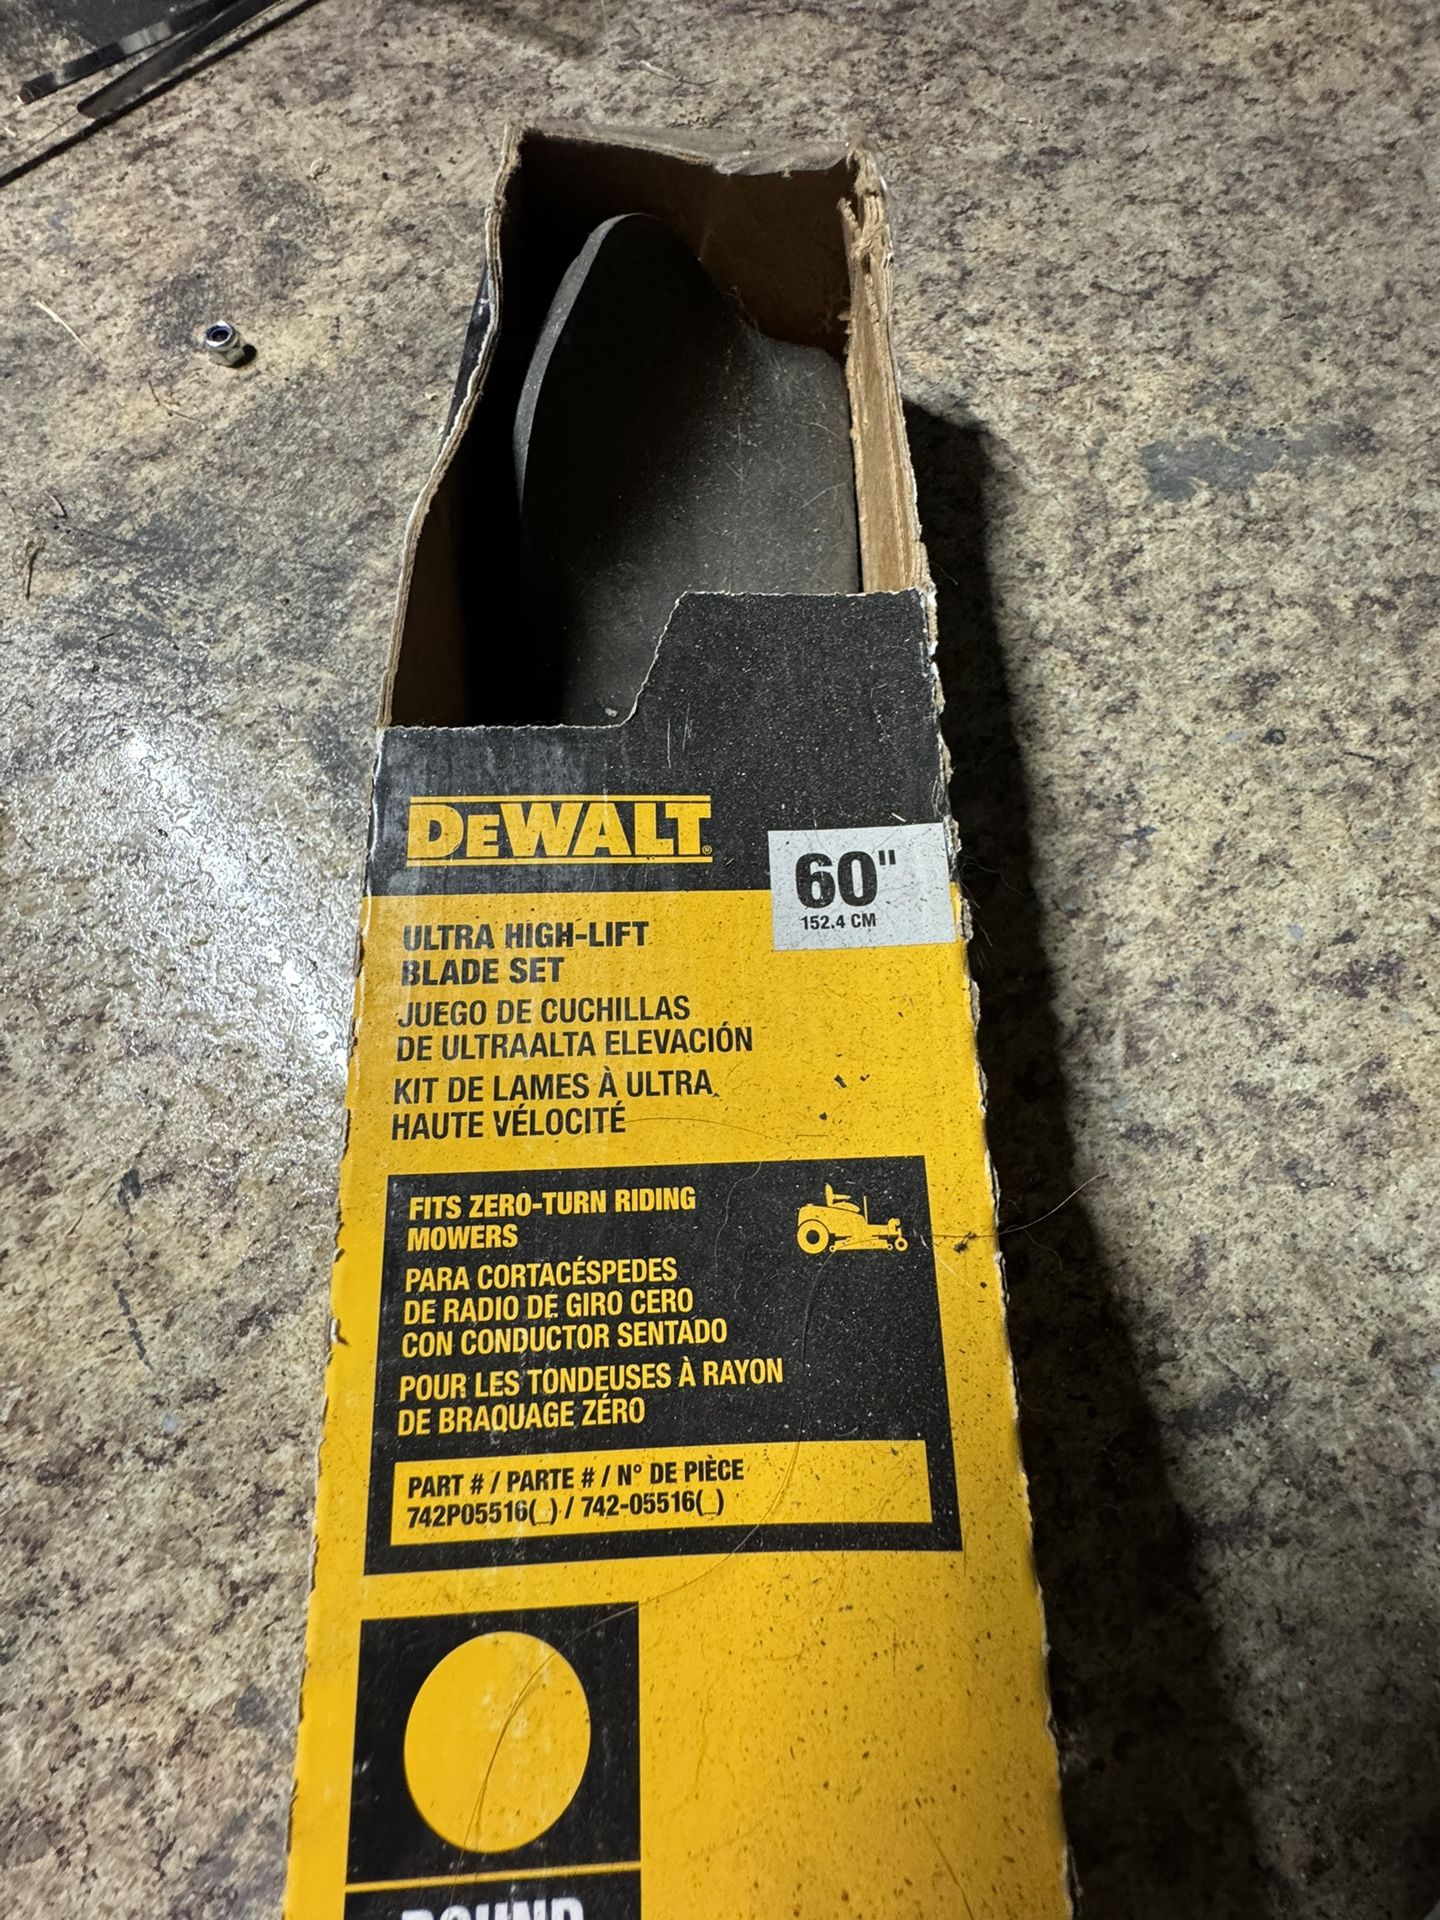 DEWALT®
60"
152.4 CM
ULTRA HIGH-LIFT
BLADE SET
JUEGO DE CUCHILLAS
DE ULTRAALTA ELEVACIÓN
KIT DE LAMES À ULTRA
HAUTE VÉLOCITÉ
FITS ZERO-TURN RIDING
MOWERS
PARA CORTACÉSPEDES
DE RADIO DE GIRO CERO
CON CONDUCTOR SENTADO
POUR LES TONDEUSES À RAYON
DE BRAQUAGE ZÉRO
PART # / PARTE # / N° DE PIÈCE
742P05516(_) / 742-05516(_)
ROUND